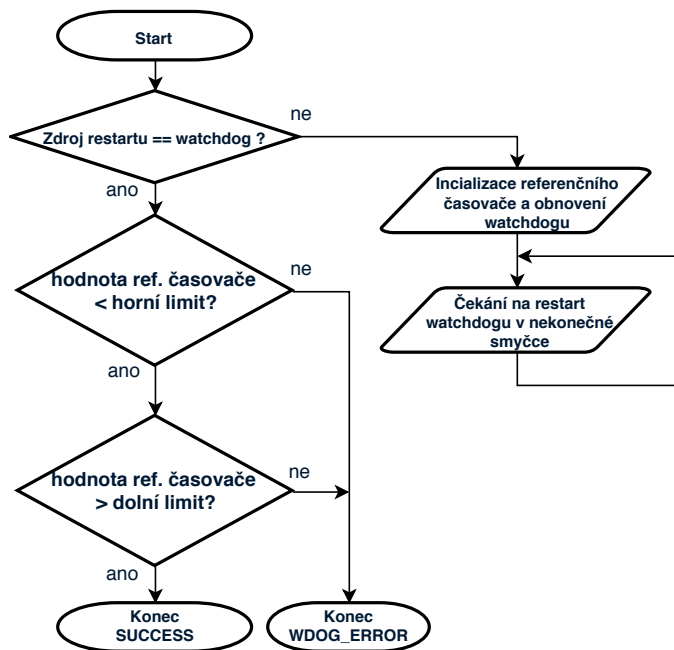 Start
Zdroj restartu == watchdog ?
ne
ano
Incializace referenčního
časovače a obnovení
watchdogu
hodnota ref. časovače
< horní limit?
ne
ano
Čekání na restart
watchdogu v nekonečné
smyčce
hodnota ref. časovače
> dolní limit?
ne
ano
Konec
SUCCESS
Konec
WDOG_ERROR